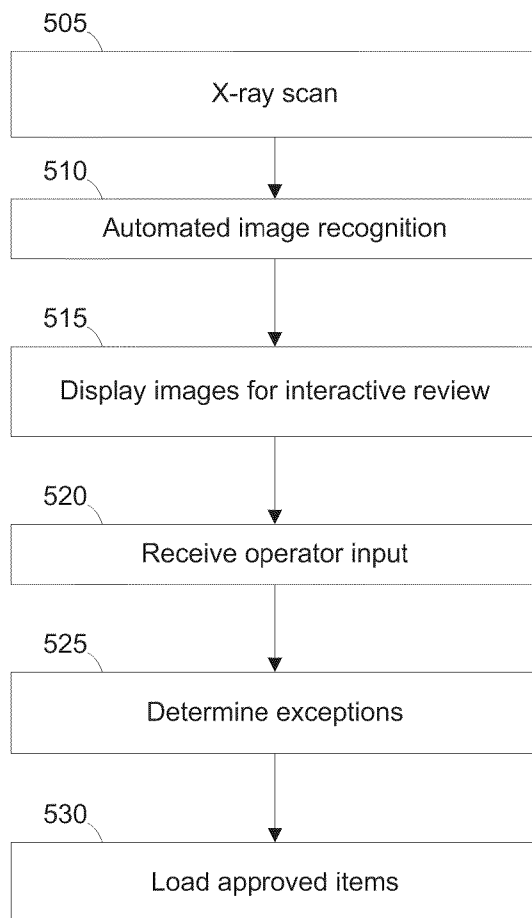 505
X-ray scan
510
Automated image recognition
515
Display images for interactive review
520
Receive operator input
525
Determine exceptions
530
Load approved items